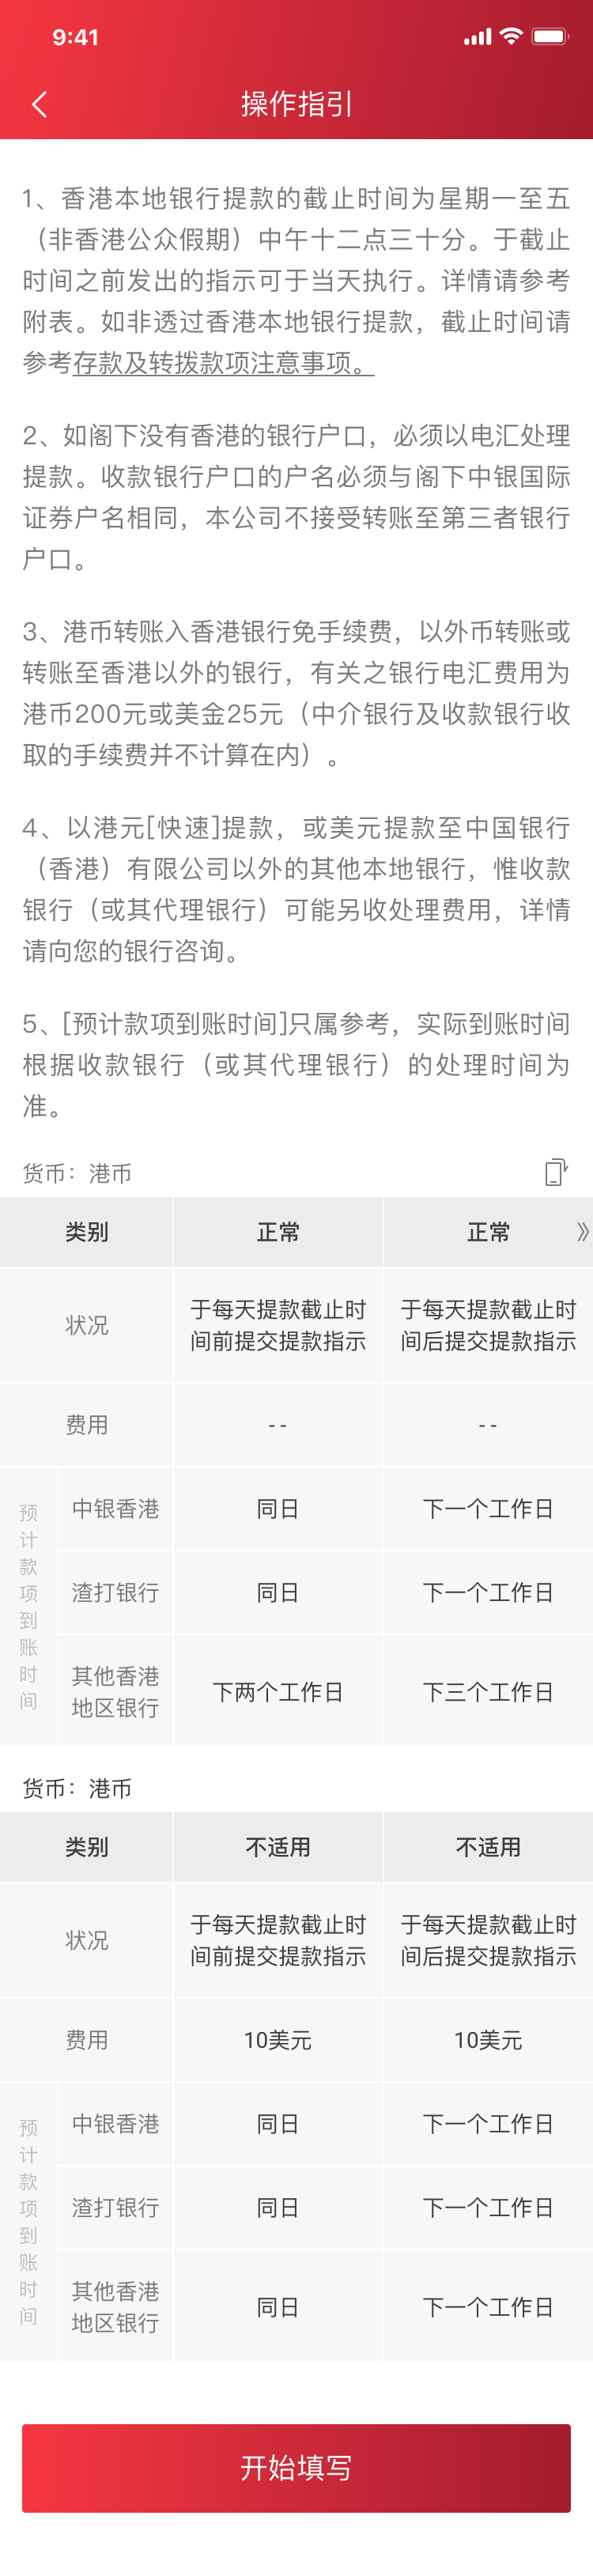 9:41
操作指引
1、香港本地银行提款的截止时间为星期一至五
（非香港公众假期）中午十二点三十分。于截止
时间之前发出的指示可于当天执行。详情请参考
附表。如非透过香港本地银行提款，截止时间请
参考存款及转拨款项注意事项。
2、如阁下没有香港的银行户口，必须以电汇处理
提款。收款银行户口的户名必须与阁下中银国际
证券户名相同，本公司不接受转账至第三者银行
户口。
3、港币转账入香港银行免手续费，以外币转账或
转账至香港以外的银行，有关之银行电汇费用为
港币200元或美金25元（中介银行及收款银行收
取的手续费并不计算在内）。
4、以港元[快速]提款，或美元提款至中国银行
（香港）有限公司以外的其他本地银行，惟收款
银行（或其代理银行）可能另收处理费用，详情
请向您的银行咨询。
5、[预计款项到账时间]只属参考，实际到账时间
根据收款银行（或其代理银行）的处理时间为
准。
货币：港币
类别 正常 正常 》
状况 于每天提款截止时间前提交提款指示 于每天提款截止时间后提交提款指示
费用 -- --
预计款项到账时间
中银香港 同日 下一个工作日
渣打银行 同日 下一个工作日
其他香港地区银行 下两个工作日 下三个工作日
货币：港币
类别 不适用 不适用
状况 于每天提款截止时间前提交提款指示 于每天提款截止时间后提交提款指示
费用 10美元 10美元
预计款项到账时间
中银香港 同日 下一个工作日
渣打银行 同日 下一个工作日
其他香港地区银行 同日 下一个工作日
开始填写